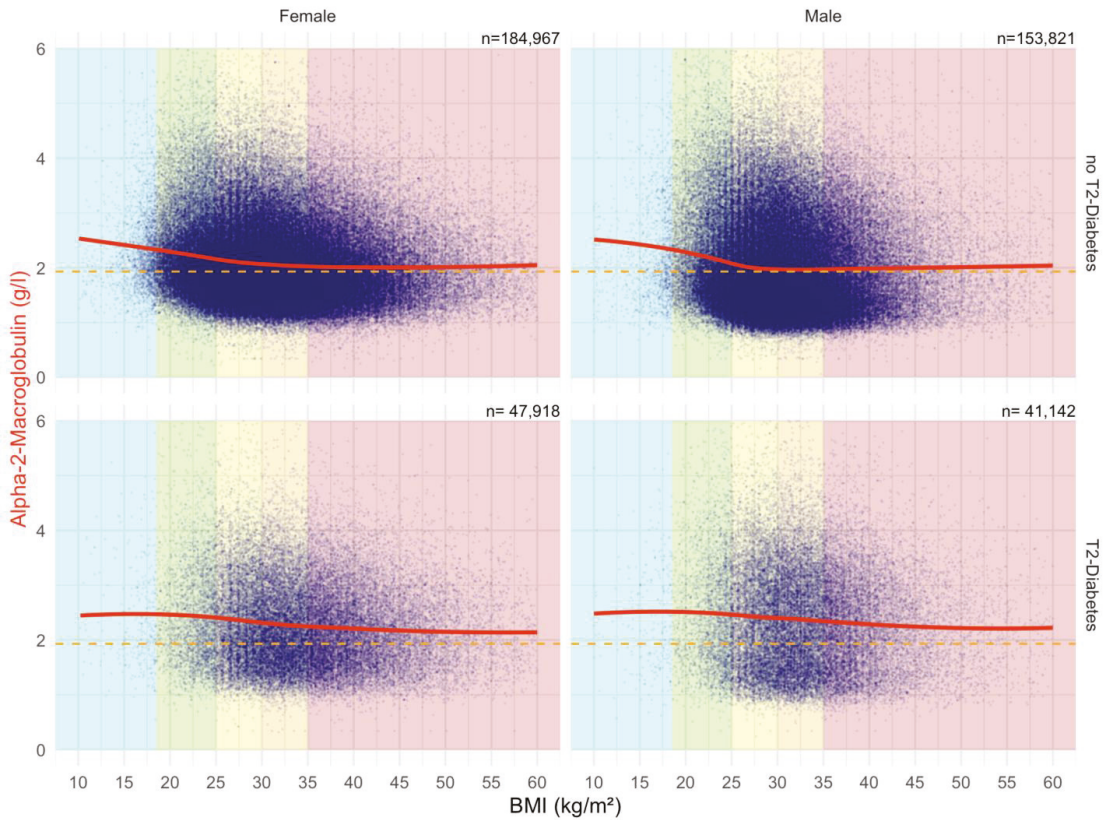 Female
Male
n=184,967
n=153,821
6
4
2
0
no T2-Diabetes
Alpha-2-Macroglobulin (g/l)
n= 47,918
n= 41,142
6
4
2
0
T2-Diabetes
10 15 20 25 30 35 40 45 50 55 60
10 15 20 25 30 35 40 45 50 55 60
BMI (kg/m²)